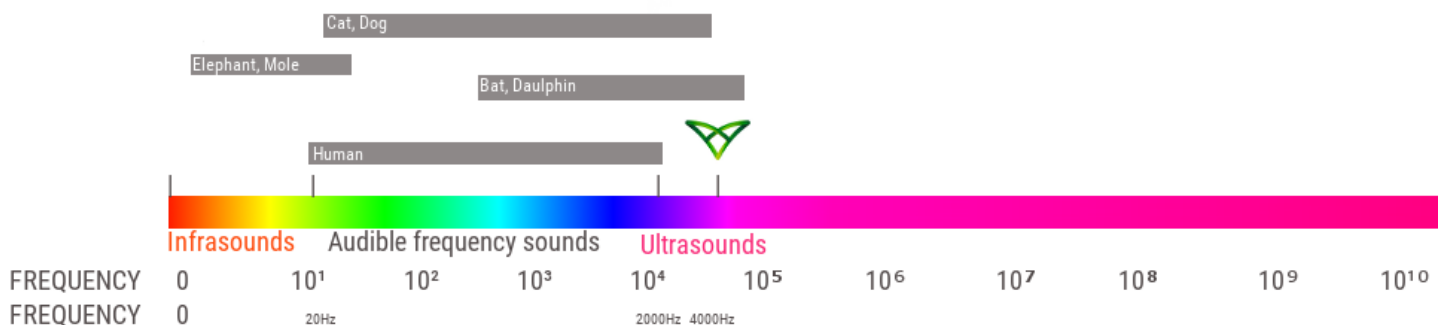 Cat, Dog
Elephant, Mole
Bat, Daulphin
Human
Infrasounds Audible frequency sounds Ultrasounds
FREQUENCY 0 10¹ 10² 10³ 10⁴ 10⁵ 10⁶ 10⁷ 10⁸ 10⁹ 10¹⁰
FREQUENCY 0 20Hz 2000Hz 4000Hz